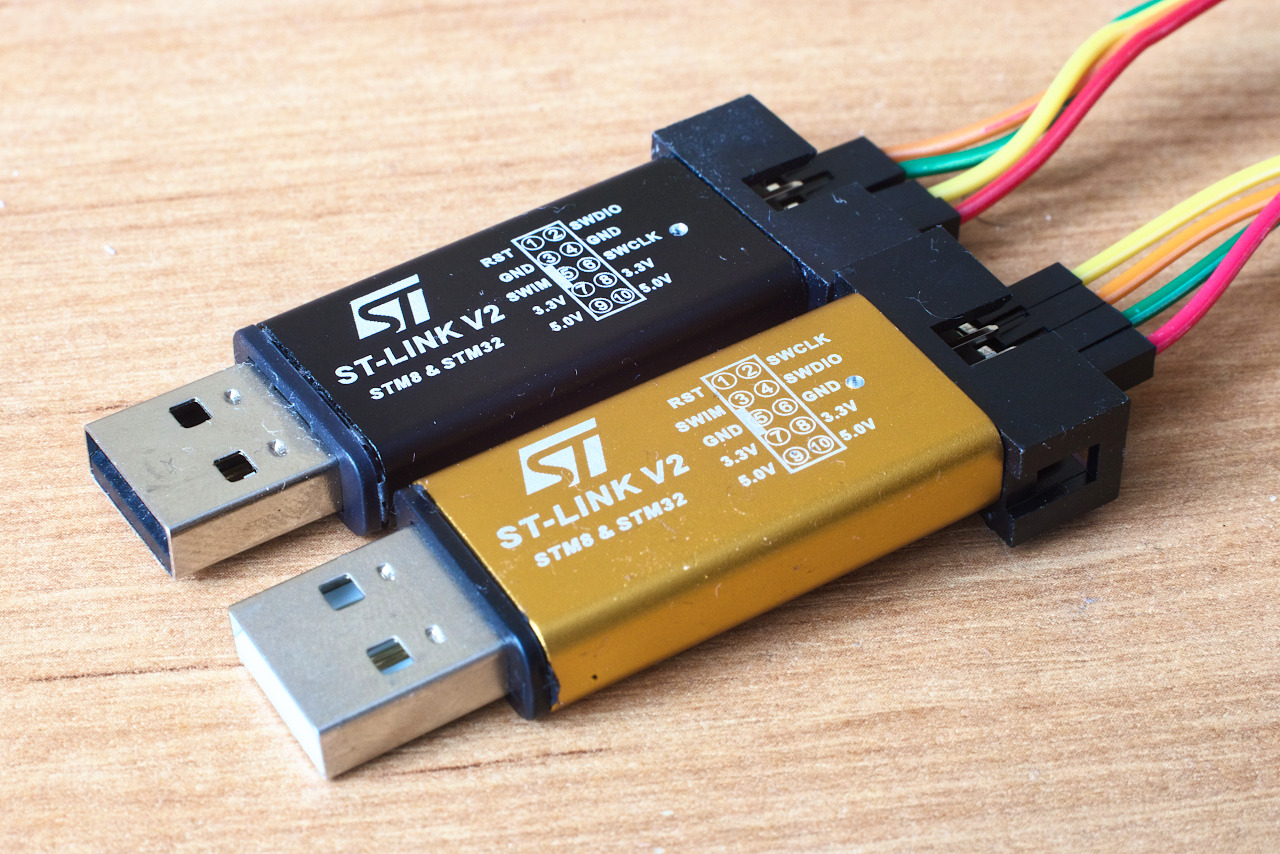 ST
ST-LINK V2
STM8 & STM32
RST 1 2 SWDIO
GND 3 4 GND
SWIM 5 6 SWCLK
3.3V 7 8 3.3V
5.0V 9 10 5.0V
ST
ST-LINK V2
STM8 & STM32
RST 1 2 SWCLK
SWIM 3 4 SWDIO
GND 5 6 GND
3.3V 7 8 3.3V
5.0V 9 10 5.0V